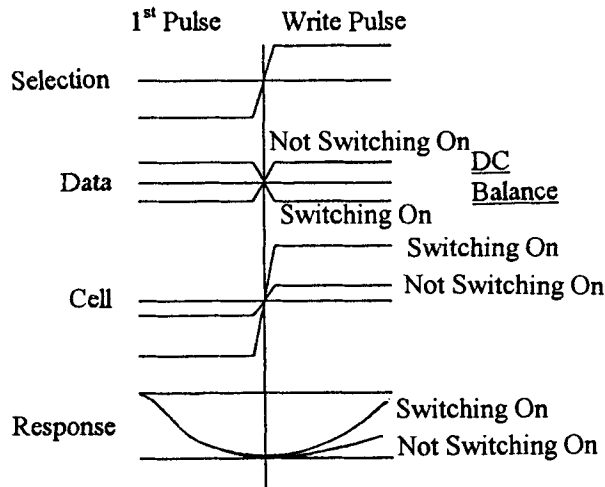 1st Pulse Write Pulse
Selection
Not Switching On
DC
Data
Balance
Switching On
Switching On
Not Switching On
Cell
Switching On
Response
Not Switching On